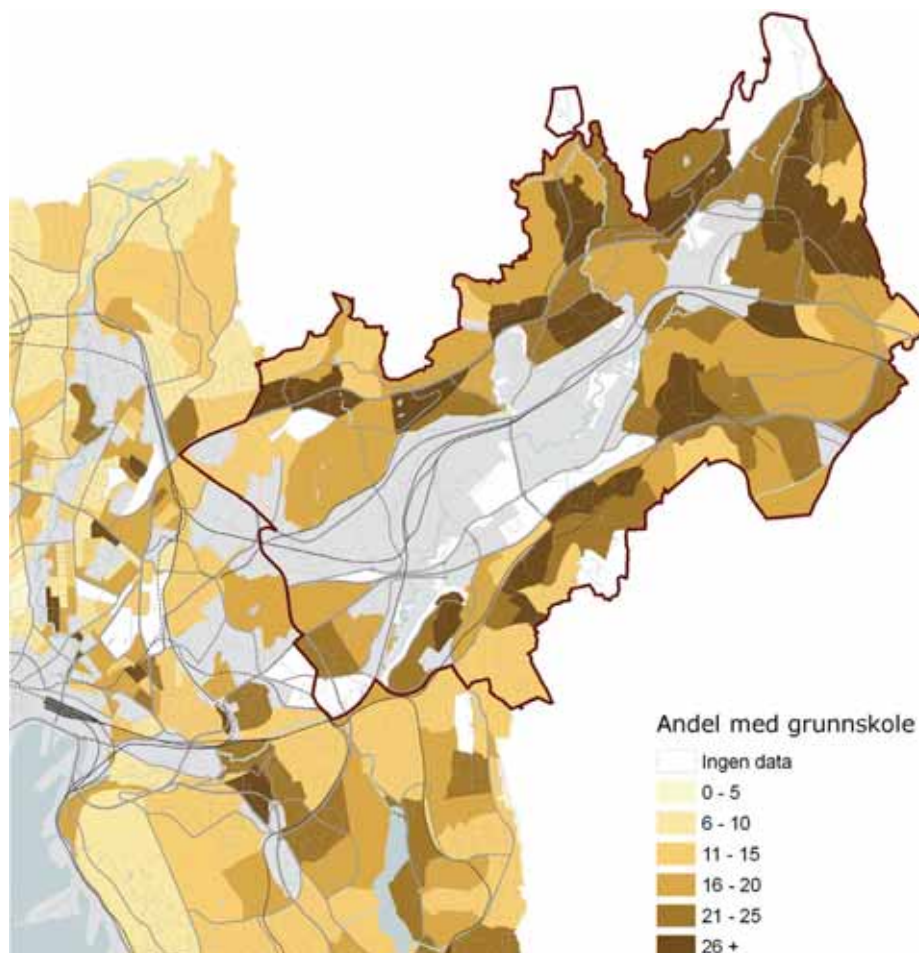 Andel med grunnskole
Ingen data
0 - 5
6 - 10
11 - 15
16 - 20
21 - 25
26 +